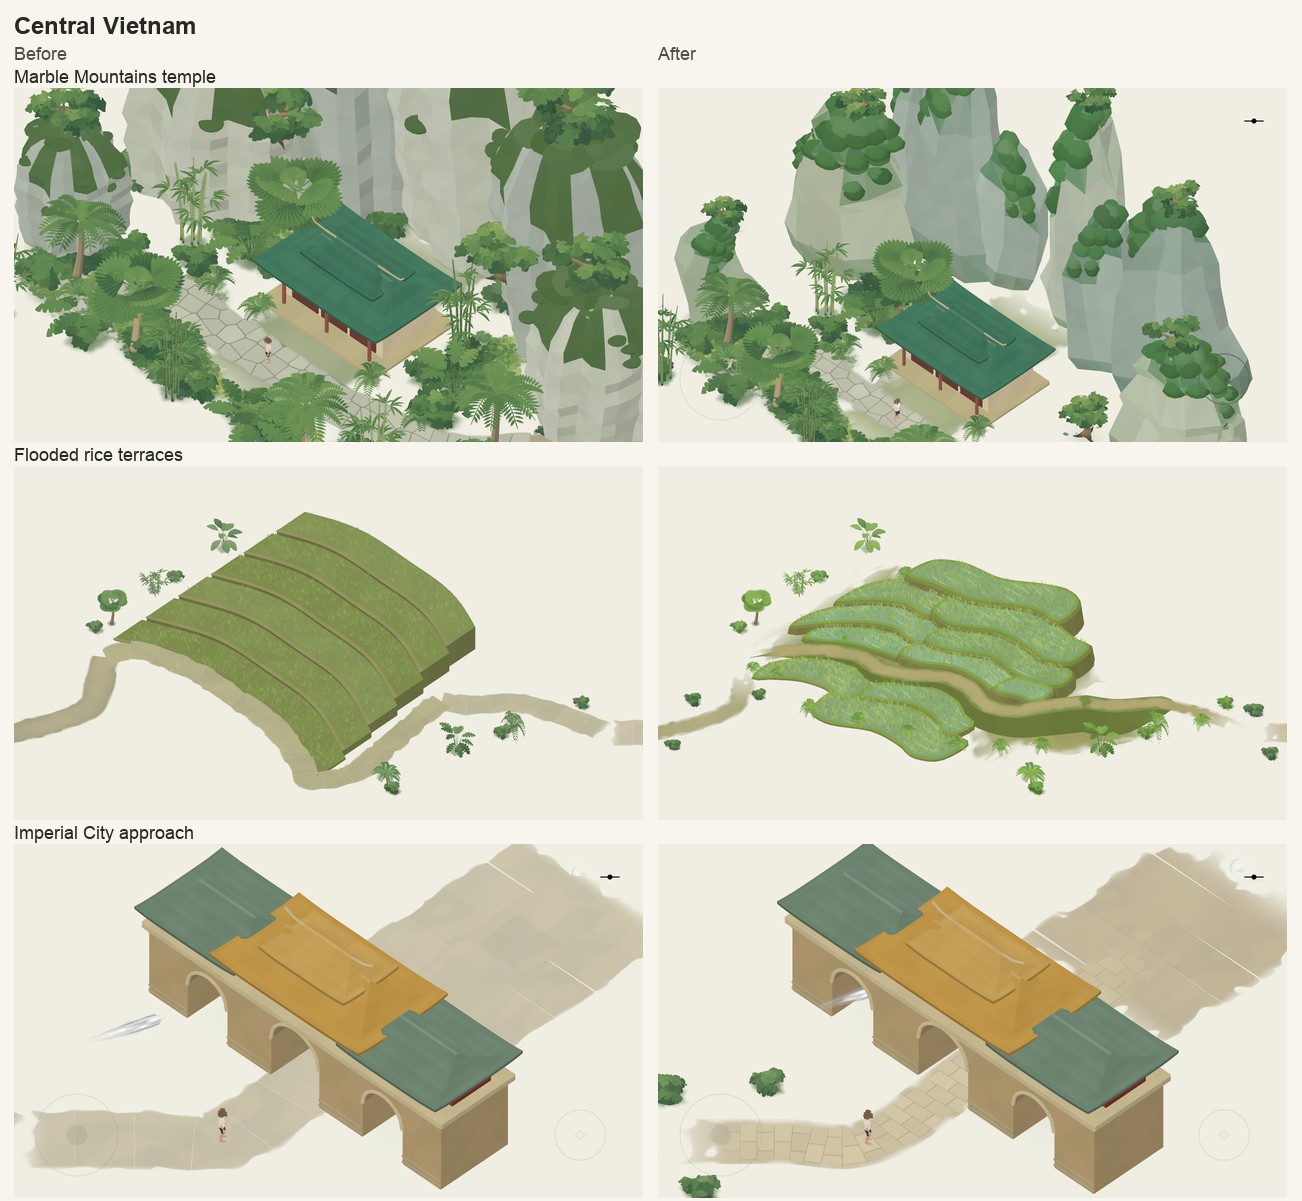 Central Vietnam
Before
After
Marble Mountains temple
Flooded rice terraces
Imperial City approach